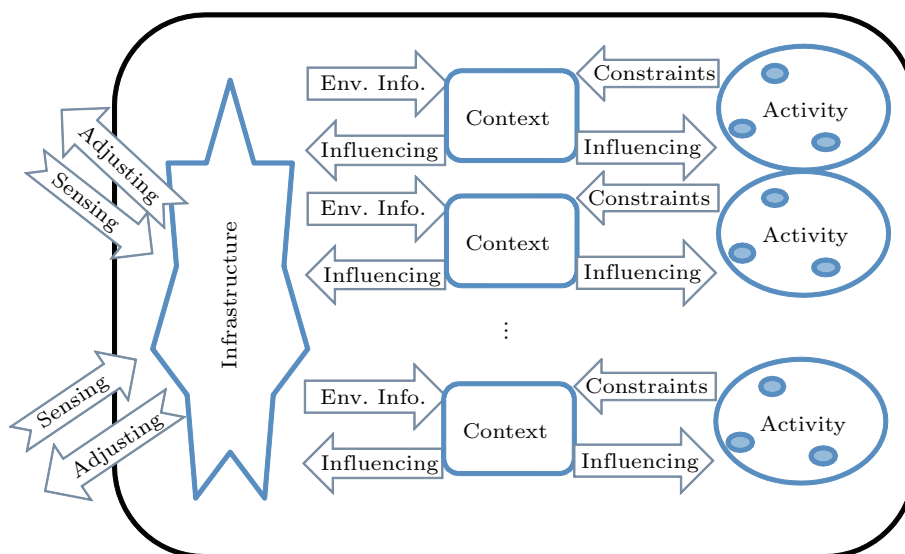 Adjusting
Sensing
Infrastructure
Env. Info.
Context
Constraints
Activity
Influencing
Influencing
Env. Info.
Context
Constraints
Activity
Influencing
Influencing
...
Sensing
Adjusting
Env. Info.
Context
Constraints
Activity
Influencing
Influencing